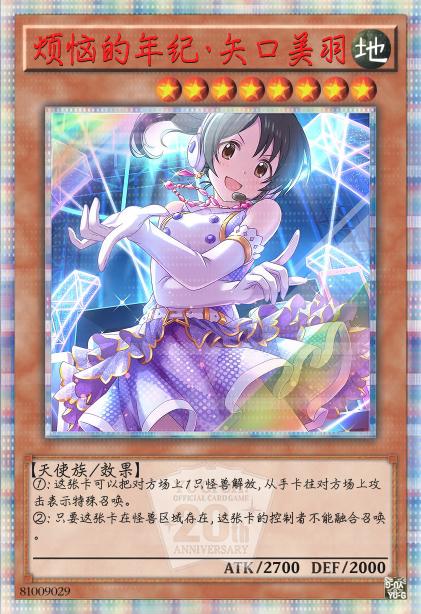 烦恼的年纪·矢口美羽
地
【天使族/效果】
①:这张卡可以把对方场上1只怪兽解放,从手卡往对方场上攻
击表示特殊召唤。
②:只要这张卡在怪兽区域存在,这张卡的控制者不能融合召唤
。
OFFICIAL CARD GAME
20th
ANNIVERSARY
ATK/2700 DEF/2000
81009029